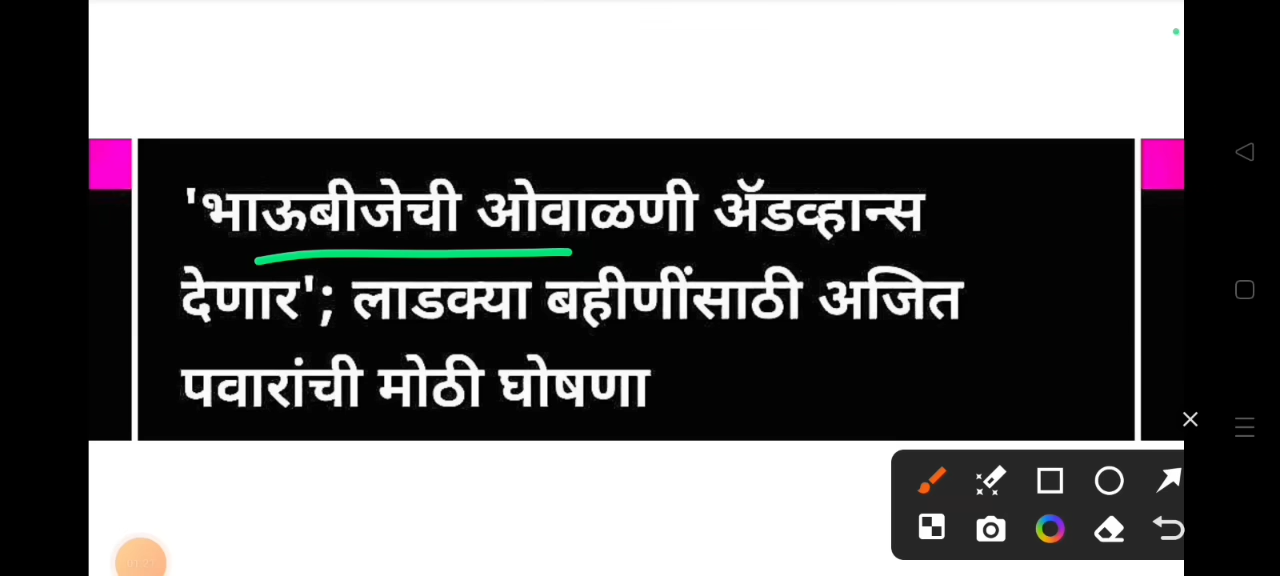 'भाऊबीजेची ओवाळणी ॲडव्हान्स
देणार'; लाडक्या बहीणींसाठी अजित
पवारांची मोठी घोषणा